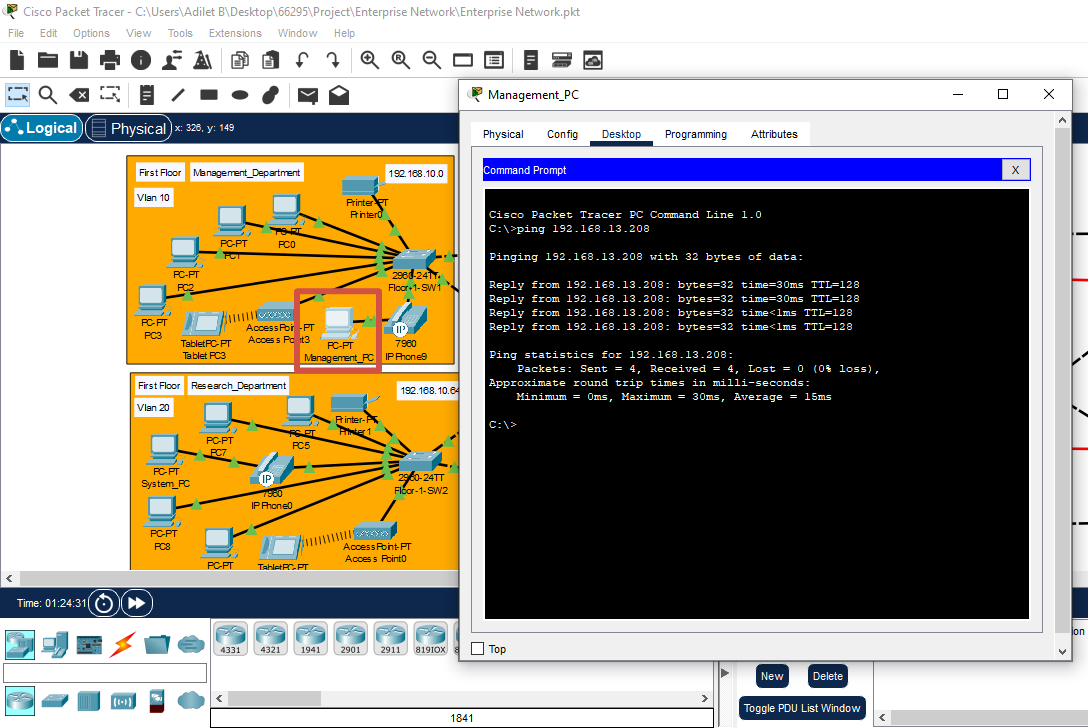 Cisco Packet Tracer - C:\Users\Adilet B\Desktop\66295\Project\Enterprise Network\Enterprise Network.pkt
File Edit Options View Tools Extensions Window Help
Logical Physical x: 326, y: 149
First Floor Management_Department 192.168.10.0
Vlan 10
Printer-PT
Printer0
PC-PT
PC0
PC-PT
PC1
PC-PT
PC2
2960-24TT
Floor-1-SW1
PC-PT
PC3
TabletPC-PT
Tablet PC3
AccessPoint-PT
Access Point3
PC-PT
Management_PC
IP
7960
IP Phone9
First Floor Research_Department 192.168.10.64
Vlan 20
Printer-PT
Printer1
PC-PT
PC5
PC-PT
PC7
PC-PT
System_PC
IP
7960
IP Phone0
2960-24TT
Floor-1-SW2
PC-PT
PC8
AccessPoint-PT
Access Point0
PC-PT
TabletPC-PT
Management_PC
Physical Config Desktop Programming Attributes
Command Prompt X
Cisco Packet Tracer PC Command Line 1.0
C:\>ping 192.168.13.208
Pinging 192.168.13.208 with 32 bytes of data:
Reply from 192.168.13.208: bytes=32 time=30ms TTL=128
Reply from 192.168.13.208: bytes=32 time=30ms TTL=128
Reply from 192.168.13.208: bytes=32 time<1ms TTL=128
Reply from 192.168.13.208: bytes=32 time<1ms TTL=128
Ping statistics for 192.168.13.208:
Packets: Sent = 4, Received = 4, Lost = 0 (0% loss),
Approximate round trip times in milli-seconds:
Minimum = 0ms, Maximum = 30ms, Average = 15ms
C:\>
Top
Time: 01:24:31
4331 4321 1941 2901 2911 819IOX
on
New Delete
Toggle PDU List Window
1841